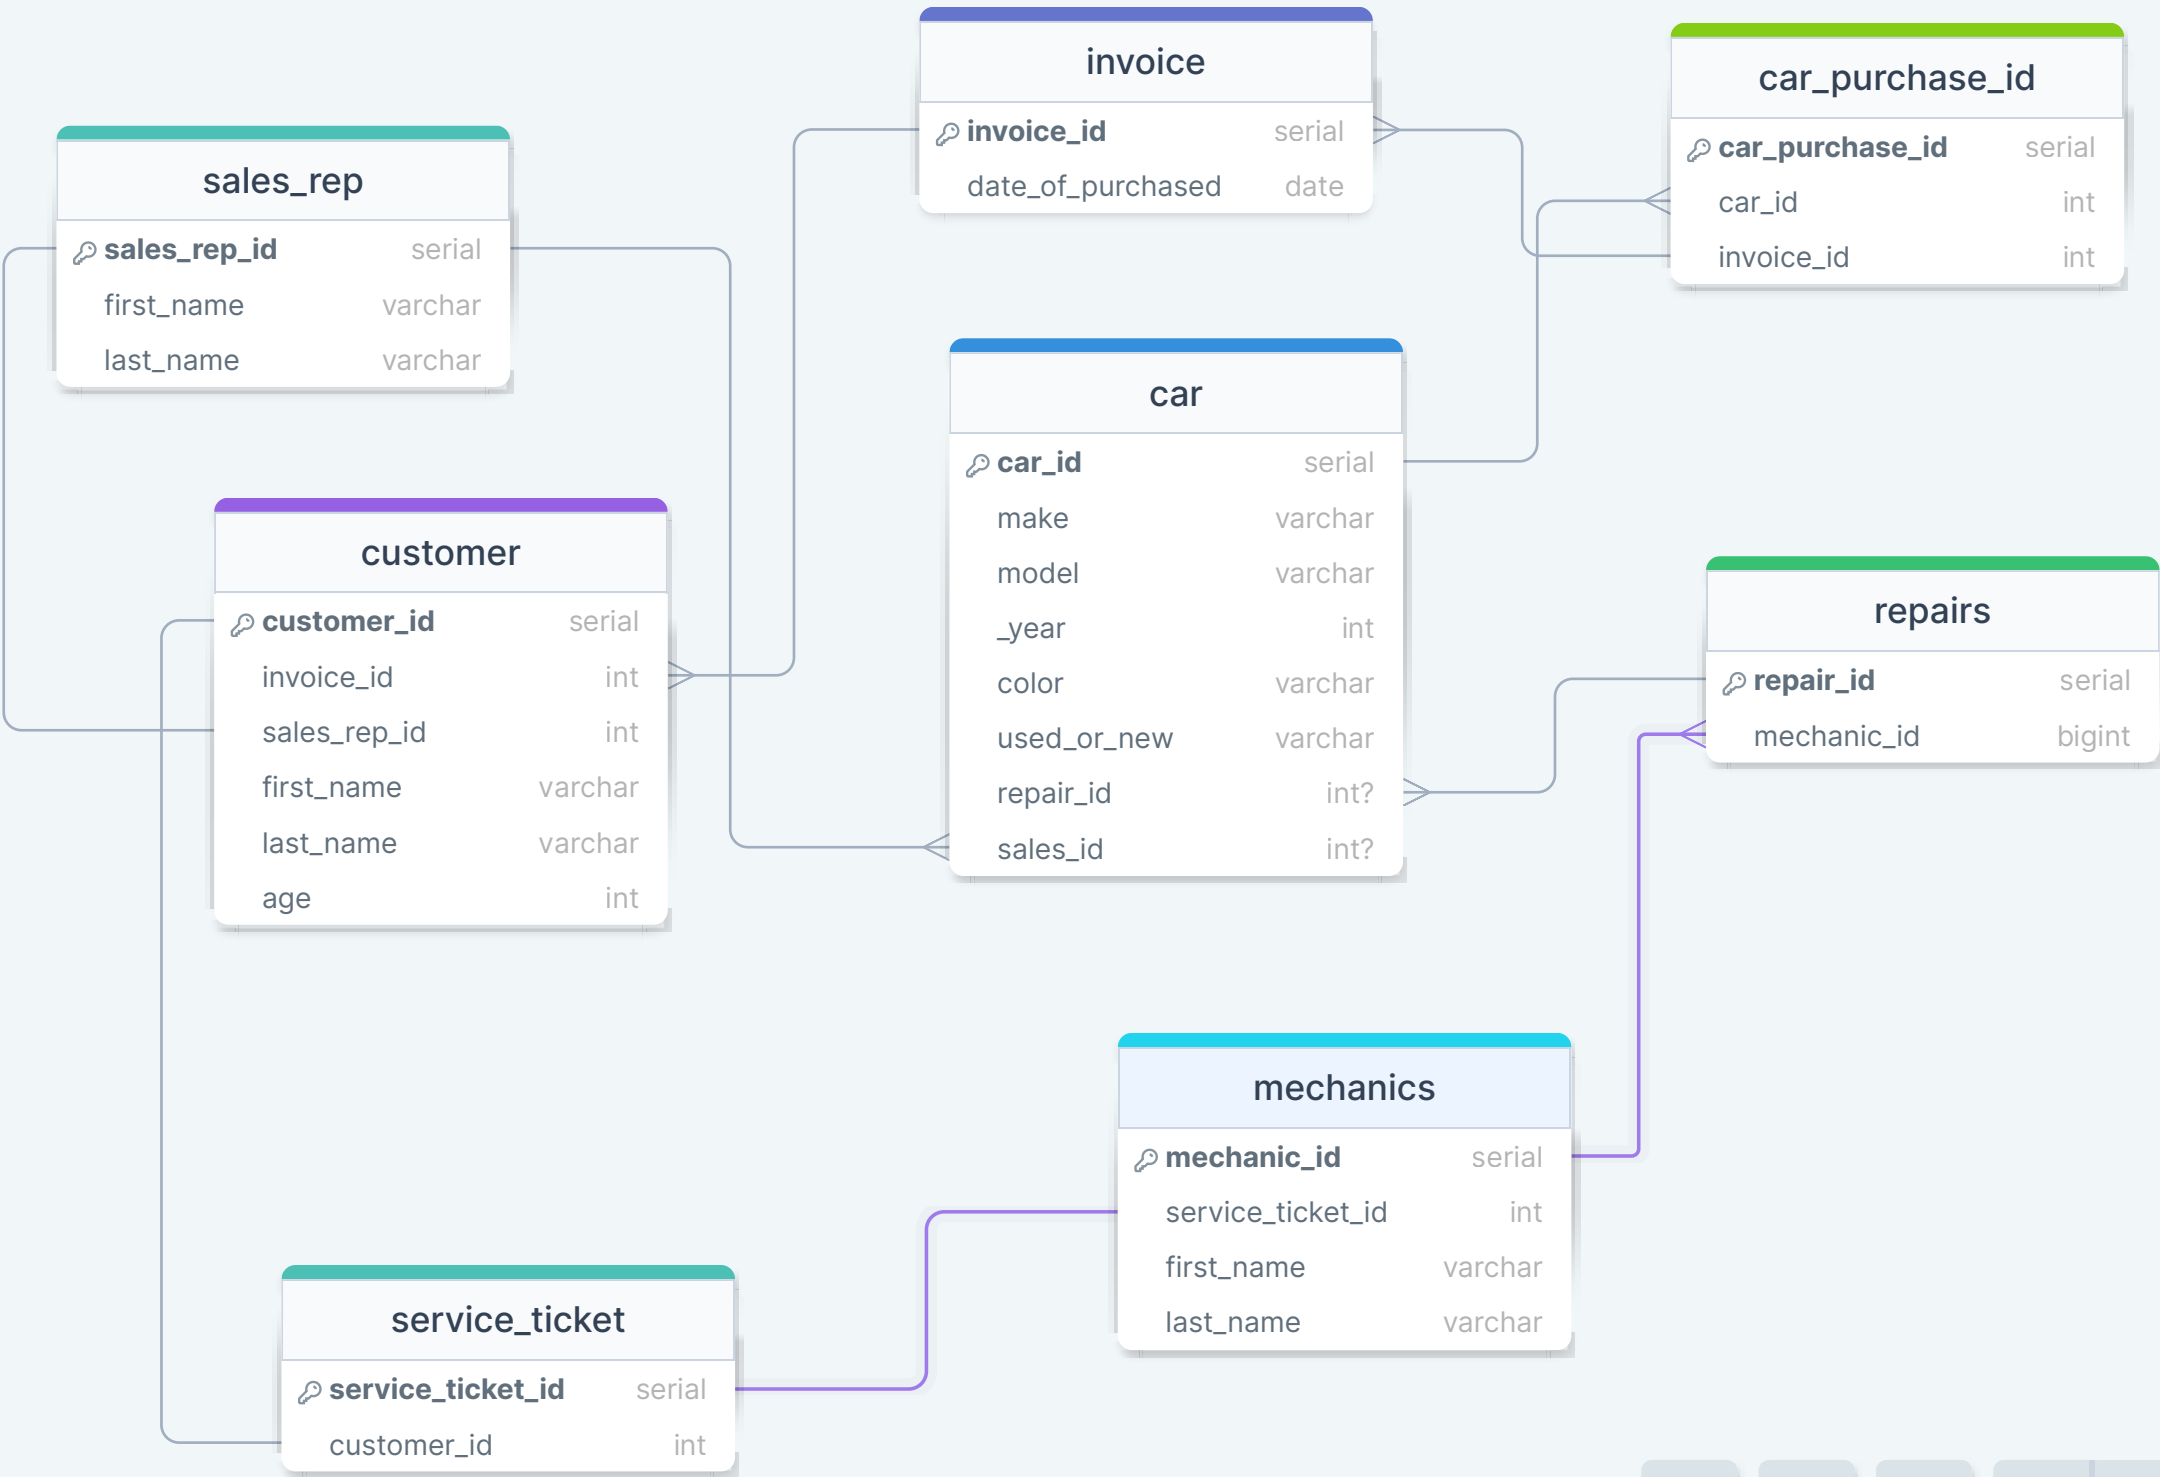 sales_rep
sales_rep_id serial
first_name varchar
last_name varchar
invoice
invoice_id serial
date_of_purchased date
car_purchase_id
car_purchase_id serial
car_id int
invoice_id int
customer
customer_id serial
invoice_id int
sales_rep_id int
first_name varchar
last_name varchar
age int
car
car_id serial
make varchar
model varchar
_year int
color varchar
used_or_new varchar
repair_id int?
sales_id int?
repairs
repair_id serial
mechanic_id bigint
mechanics
mechanic_id serial
service_ticket_id int
first_name varchar
last_name varchar
service_ticket
service_ticket_id serial
customer_id int